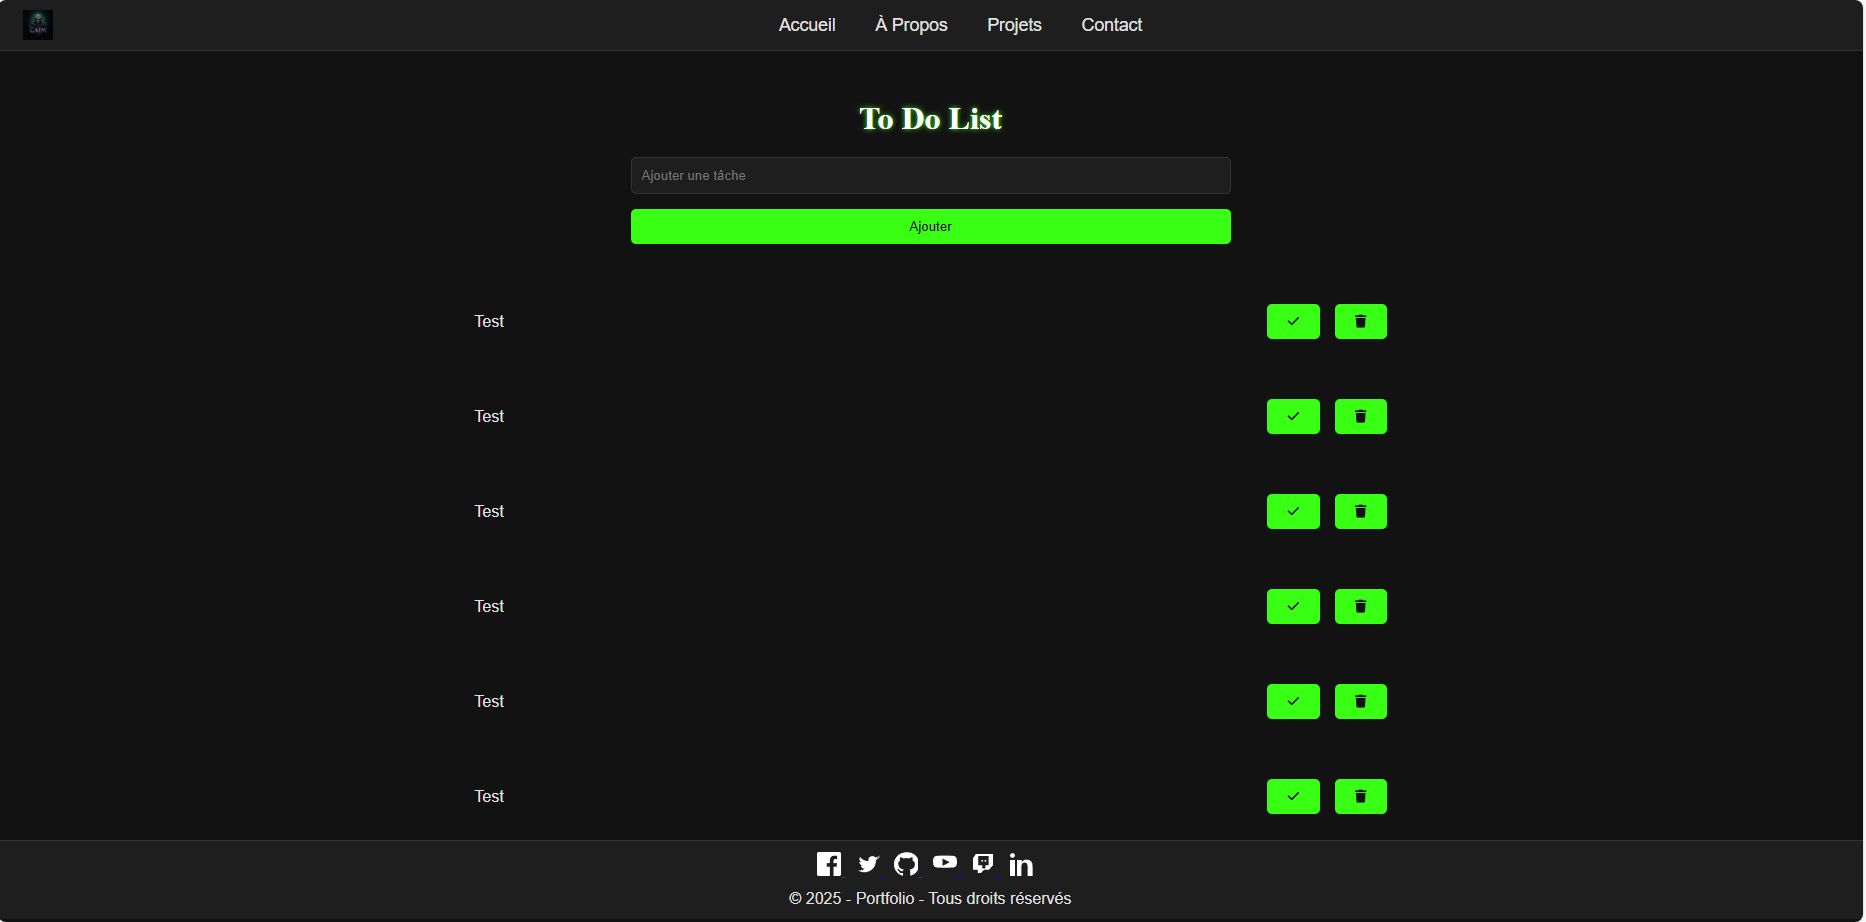 CAIM
Accueil À Propos Projets Contact
To Do List
Ajouter une tâche
Ajouter
Test
Test
Test
Test
Test
Test
© 2025 - Portfolio - Tous droits réservés